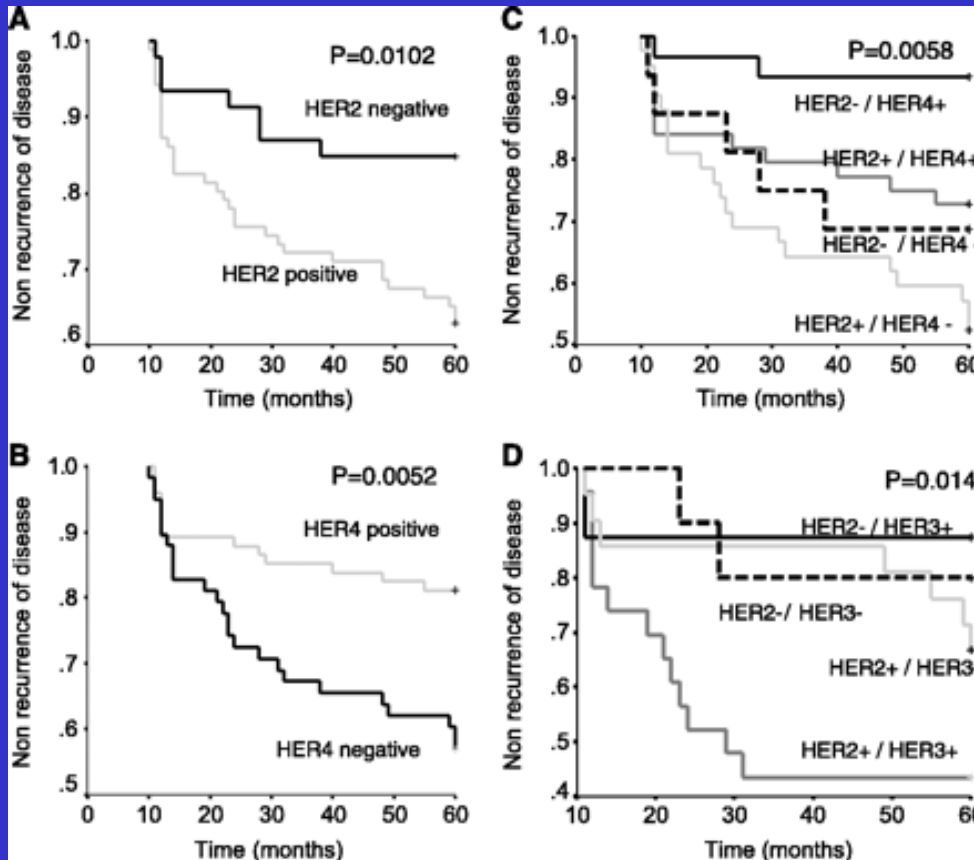 A
Non recurrence of disease
1.0
.9
.8
.7
.6
P=0.0102
HER2 negative
HER2 positive
0 10 20 30 40 50 60
Time (months)
B
Non recurrence of disease
1.0
.9
.8
.7
.6
.5
P=0.0052
HER4 positive
HER4 negative
0 10 20 30 40 50 60
Time (months)
C
Non recurrence of disease
1.0
.9
.8
.7
.6
.5
P=0.0058
HER2- / HER4+
HER2+ / HER4+
HER2- / HER4 -
HER2+ / HER4 -
0 10 20 30 40 50 60
Time (months)
D
Non recurrence of disease
1.0
.9
.8
.7
.6
.5
.4
P=0.014
HER2- / HER3+
HER2-/ HER3-
HER2+ / HER3
HER2+ / HER3+
10 20 30 40 50 60
Time (months)